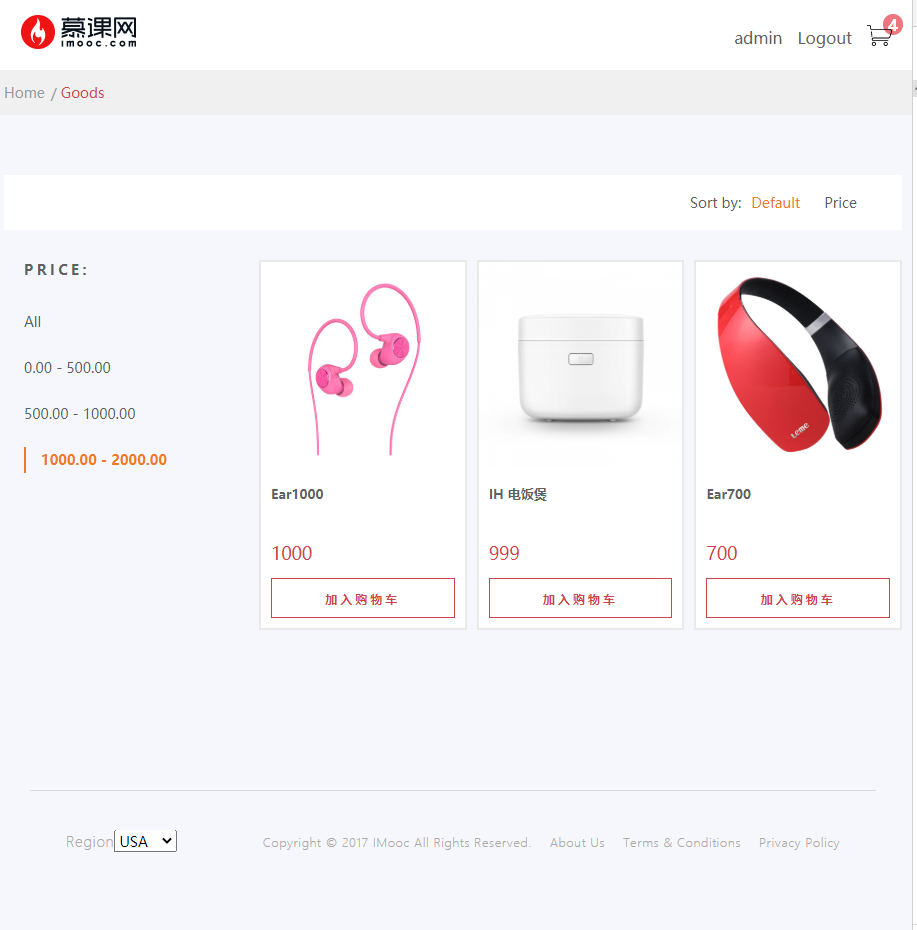 慕课网
imooc.com
admin Logout 4
Home / Goods
Sort by: Default Price
PRICE:
All
0.00 - 500.00
500.00 - 1000.00
1000.00 - 2000.00
Ear1000
1000
加入购物车
IH 电饭煲
999
加入购物车
Leme
Ear700
700
加入购物车
Region USA
Copyright © 2017 IMooc All Rights Reserved. About Us Terms & Conditions Privacy Policy